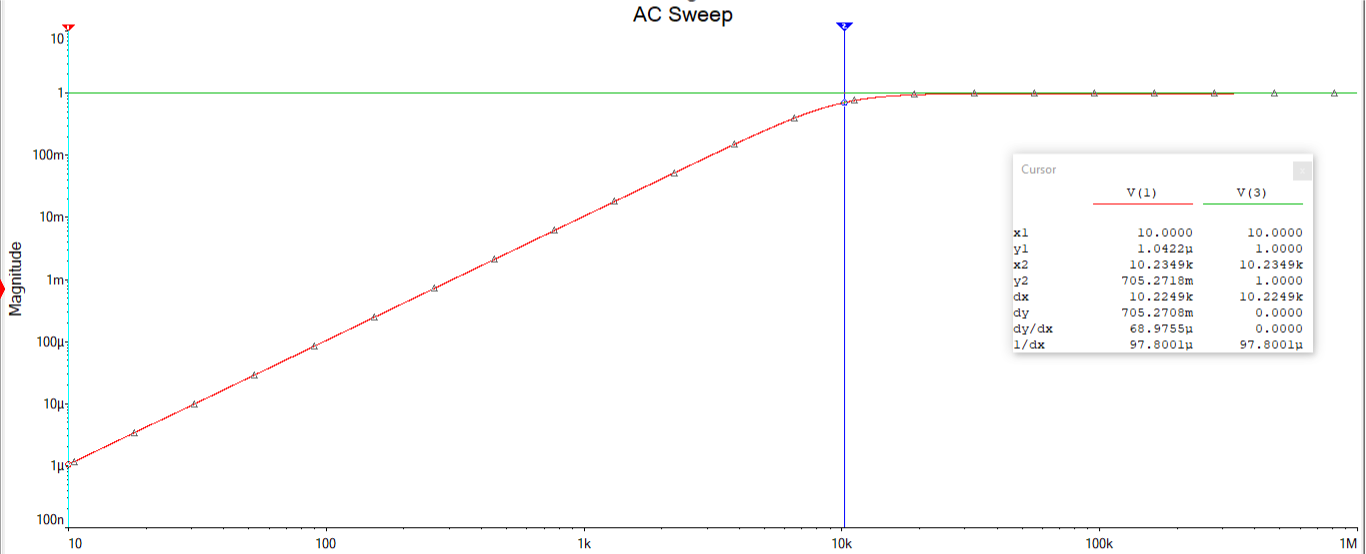 AC Sweep
1
2
10
1
100m
10m
1m
100µ
10µ
1µ
100n
Magnitude
10 100 1k 10k 100k 1M
Cursor
V(1) V(3)
x1 10.0000 10.0000
y1 1.0422µ 1.0000
x2 10.2349k 10.2349k
y2 705.2718m 1.0000
dx 10.2249k 10.2249k
dy 705.2708m 0.0000
dy/dx 68.9755µ 0.0000
1/dx 97.8001µ 97.8001µ